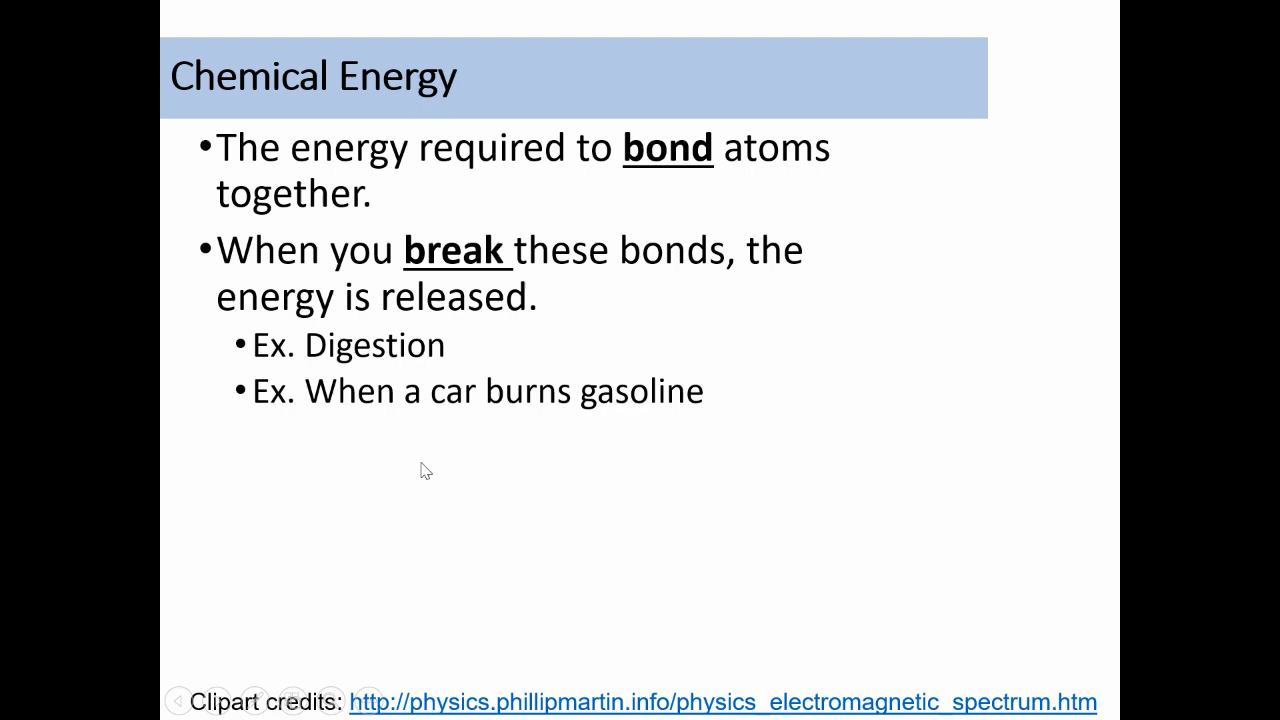 Chemical Energy
•The energy required to bond atoms
together.
•When you break these bonds, the
energy is released.
•Ex. Digestion
•Ex. When a car burns gasoline
Clipart credits: http://physics.phillipmartin.info/physics_electromagnetic_spectrum.htm